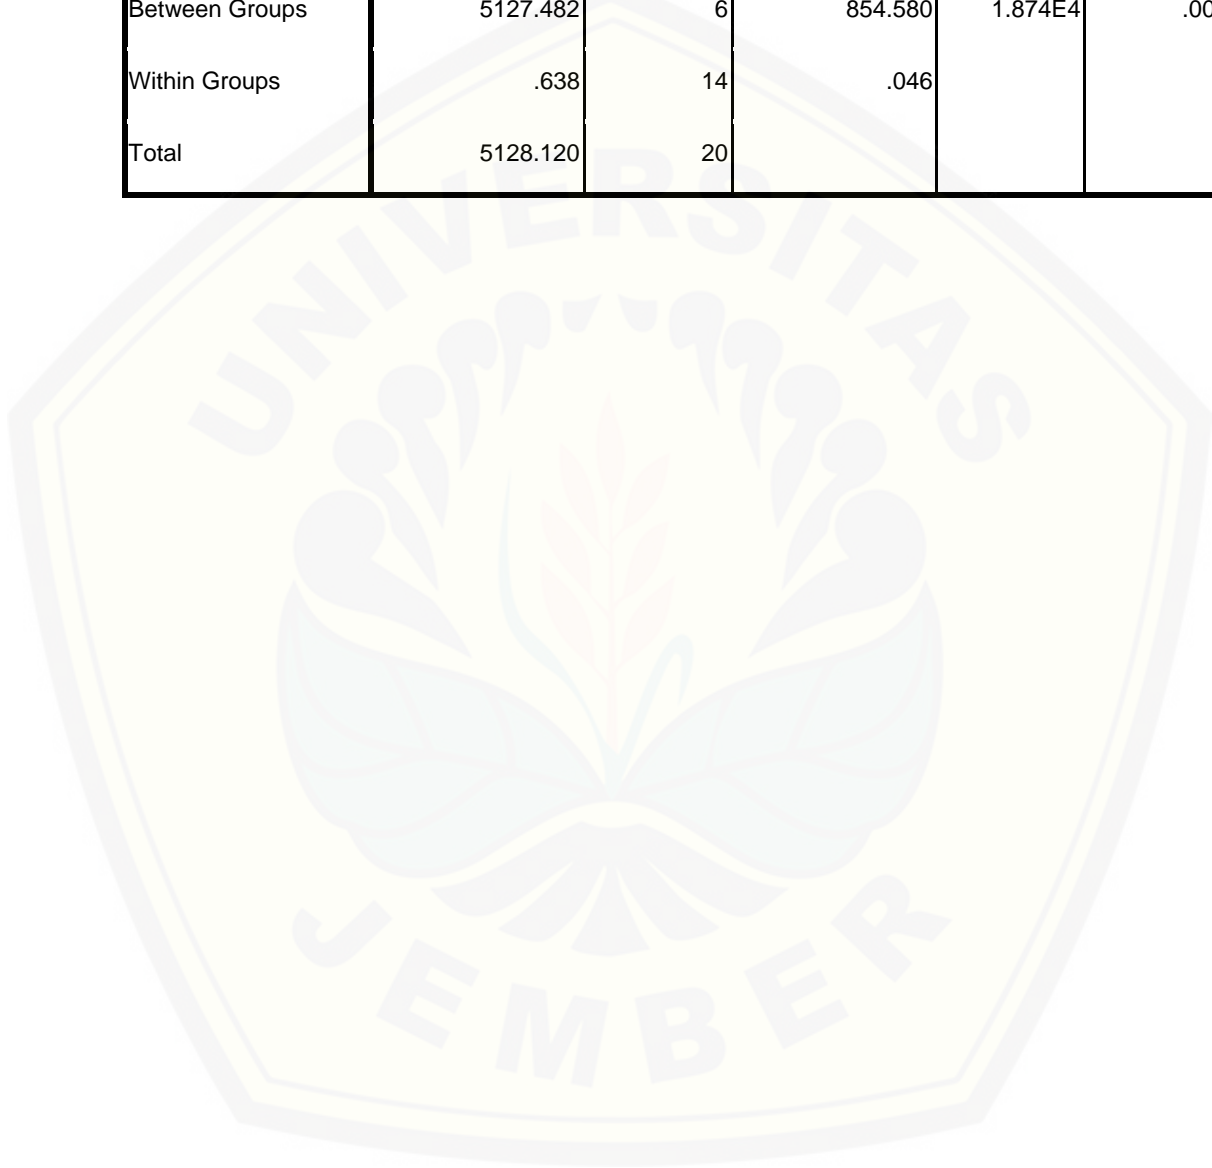 Between Groups 5127.482 6 854.580 1.874E4 .00
Within Groups .638 14 .046
Total 5128.120 20
UNIVERSITAS
JEMBER